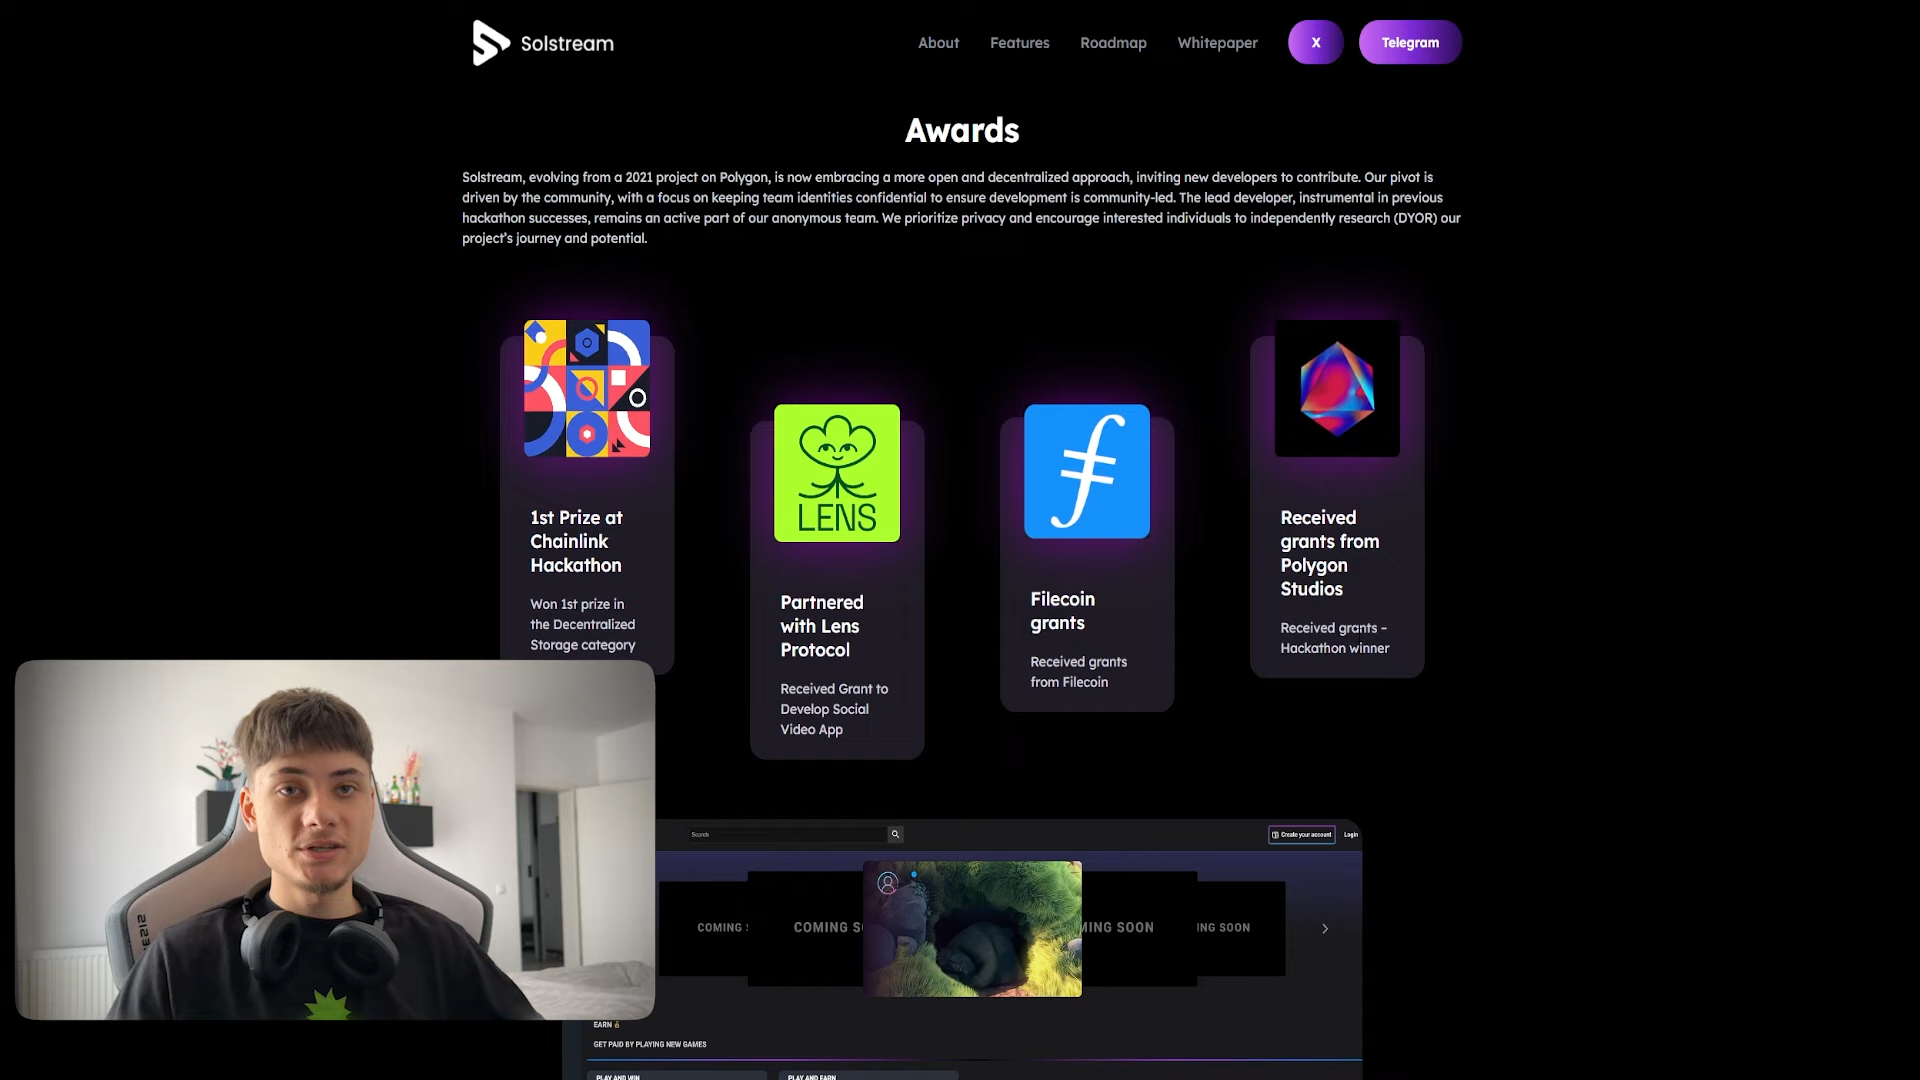 Solstream
About
Features
Roadmap
Whitepaper
X
Telegram
Awards
Solstream, evolving from a 2021 project on Polygon, is now embracing a more open and decentralized approach, inviting new developers to contribute. Our pivot is
driven by the community, with a focus on keeping team identities confidential to ensure development is community-led. The lead developer, instrumental in previous
hackathon successes, remains an active part of our anonymous team. We prioritize privacy and encourage interested individuals to independently research (DYOR) our
project's journey and potential.
1st Prize at
Chainlink
Hackathon
Won 1st prize in
the Decentralized
Storage category
LENS
Partnered
with Lens
Protocol
Received Grant to
Develop Social
Video App
Filecoin
grants
Received grants
from Filecoin
Received
grants from
Polygon
Studios
Received grants –
Hackathon winner
Search
Create your account
Login
COMING S
COMING SO
MING SOON
ING SOON
EARN
GET PAID BY PLAYING NEW GAMES
PLAY AND WIN
PLAY AND EARN